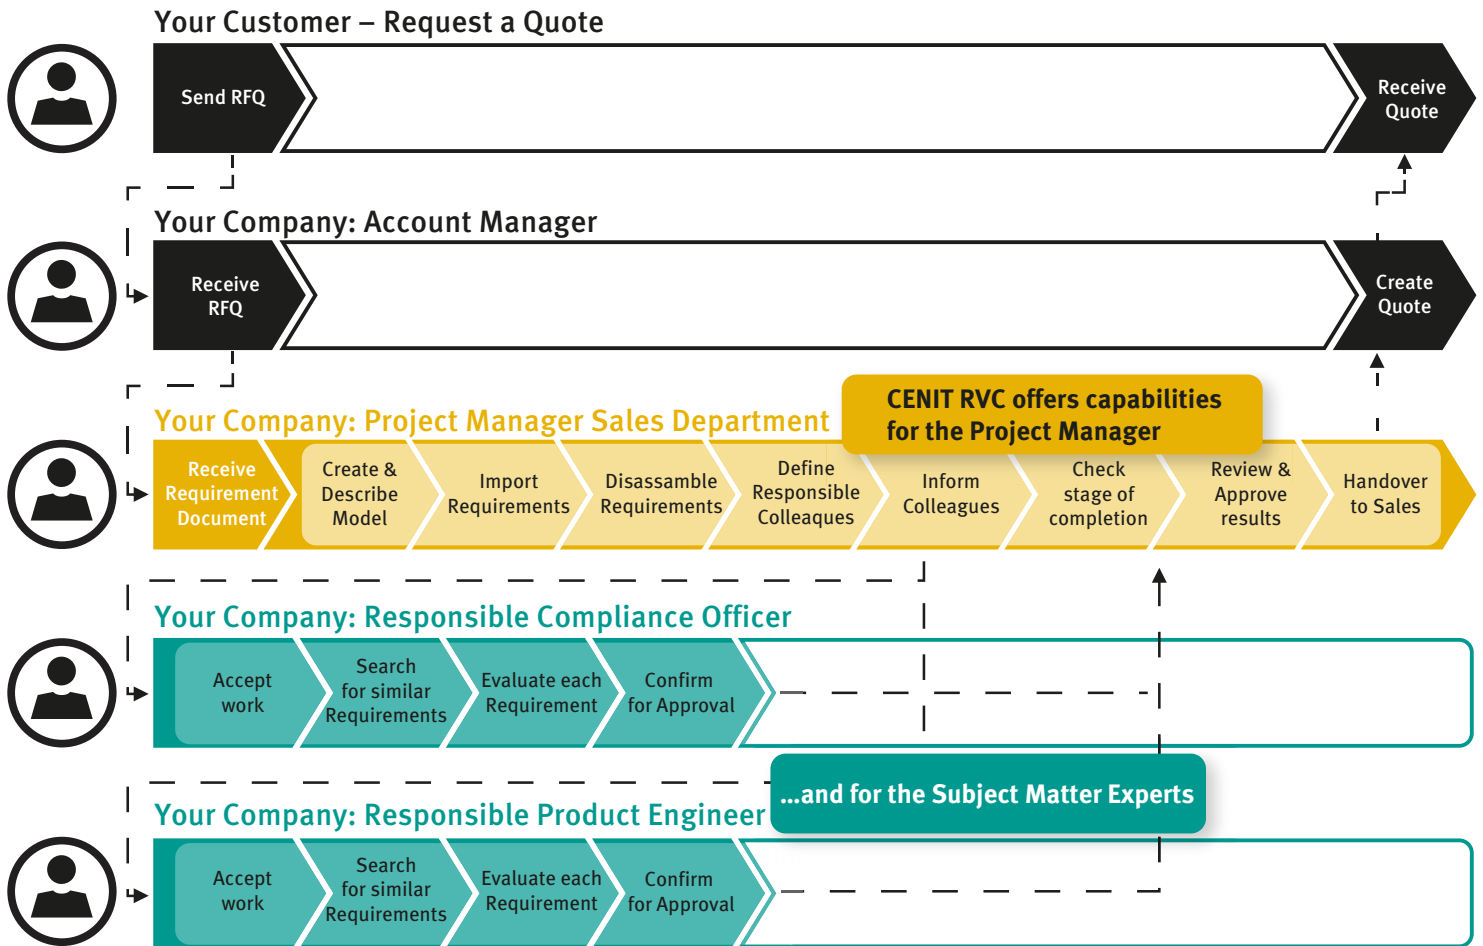 Your Customer – Request a Quote
Send RFQ
Receive
Quote
Your Company: Account Manager
Receive
RFQ
Create
Quote
CENIT RVC offers capabilities
for the Project Manager
Your Company: Project Manager Sales Department
Receive
Requirement
Document
Create &
Describe
Model
Import
Requirements
Disassamble
Requirements
Define
Responsible
Colleaques
Inform
Colleagues
Check
stage of
completion
Review &
Approve
results
Handover
to Sales
Your Company: Responsible Compliance Officer
Accept
work
Search
for similar
Requirements
Evaluate each
Requirement
Confirm
for Approval
...and for the Subject Matter Experts
Your Company: Responsible Product Engineer
Accept
work
Search
for similar
Requirements
Evaluate each
Requirement
Confirm
for Approval